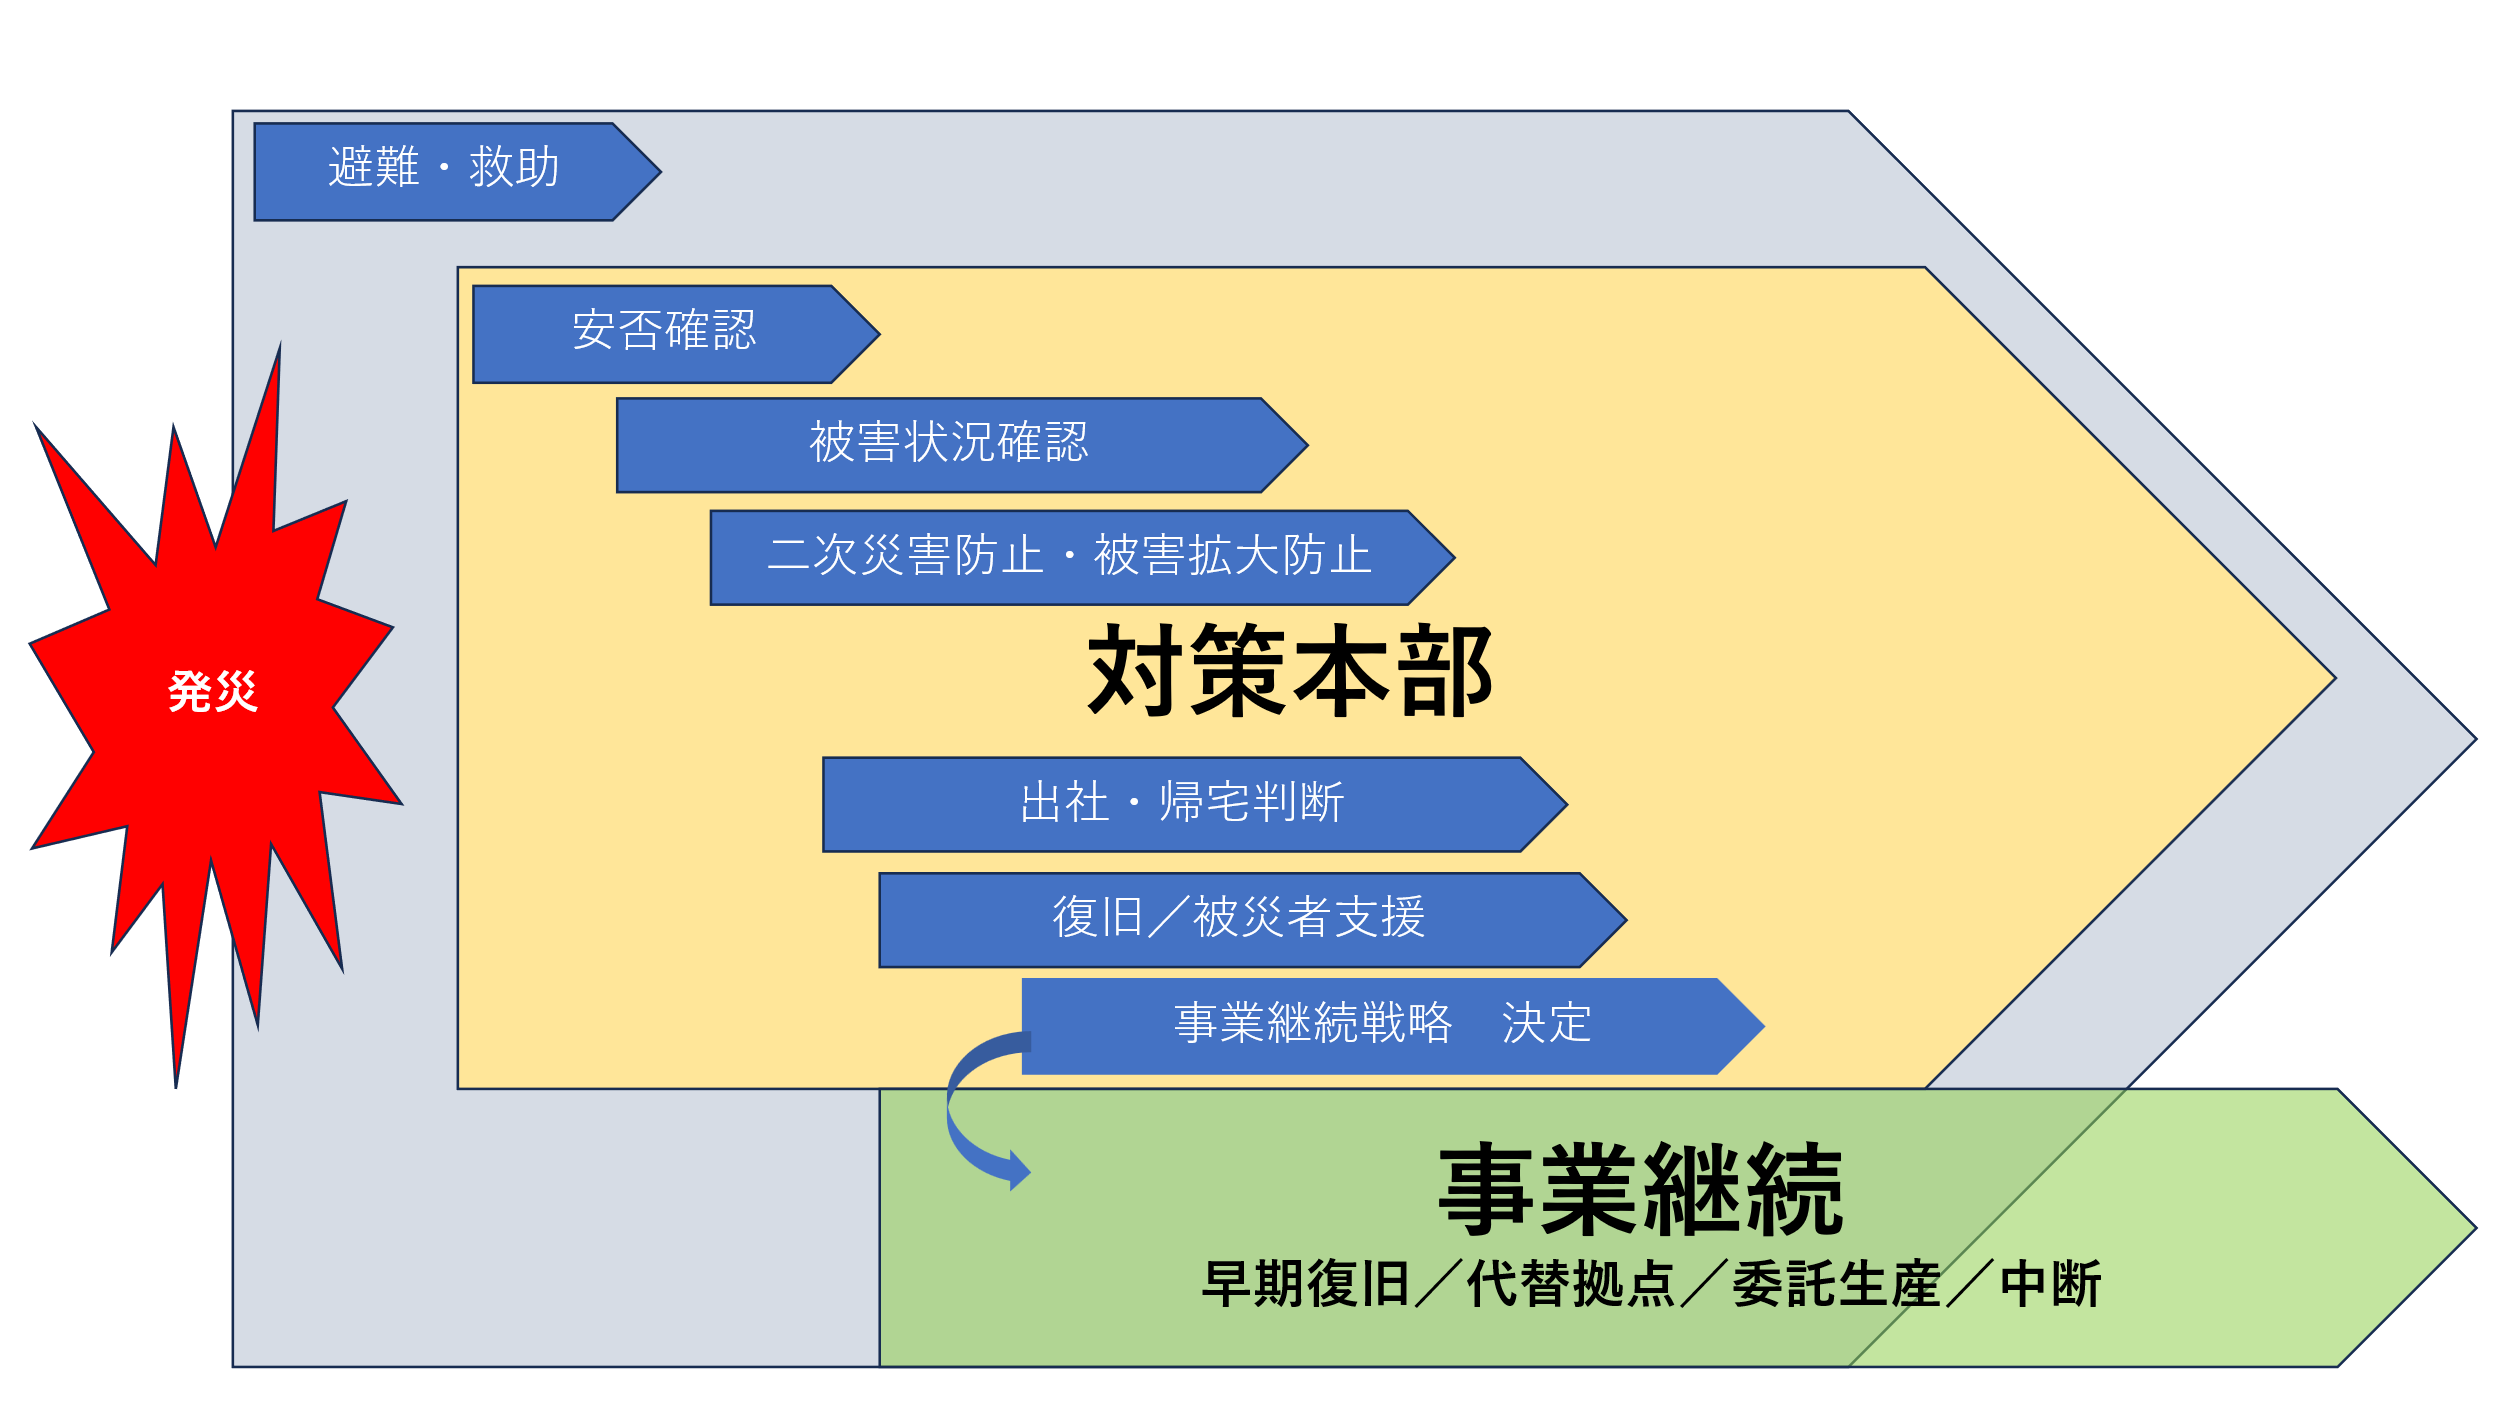 避難・救助
安否確認
被害状況確認
二次災害防止・被害拡大防止
対策本部
発災
出社・帰宅判断
復旧／被災者支援
事業継続戦略　決定
事業継続
早期復旧／代替拠点／委託生産／中断